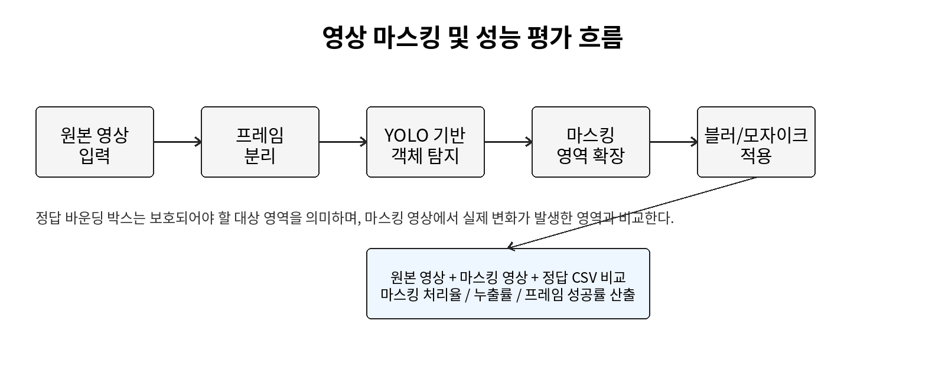 영상 마스킹 및 성능 평가 흐름
원본 영상
입력
프레임
분리
YOLO 기반
객체 탐지
마스킹
영역 확장
블러/모자이크
적용
정답 바운딩 박스는 보호되어야 할 대상 영역을 의미하며, 마스킹 영상에서 실제 변화가 발생한 영역과 비교한다.
원본 영상 + 마스킹 영상 + 정답 CSV 비교
마스킹 처리율 / 누출률 / 프레임 성공률 산출